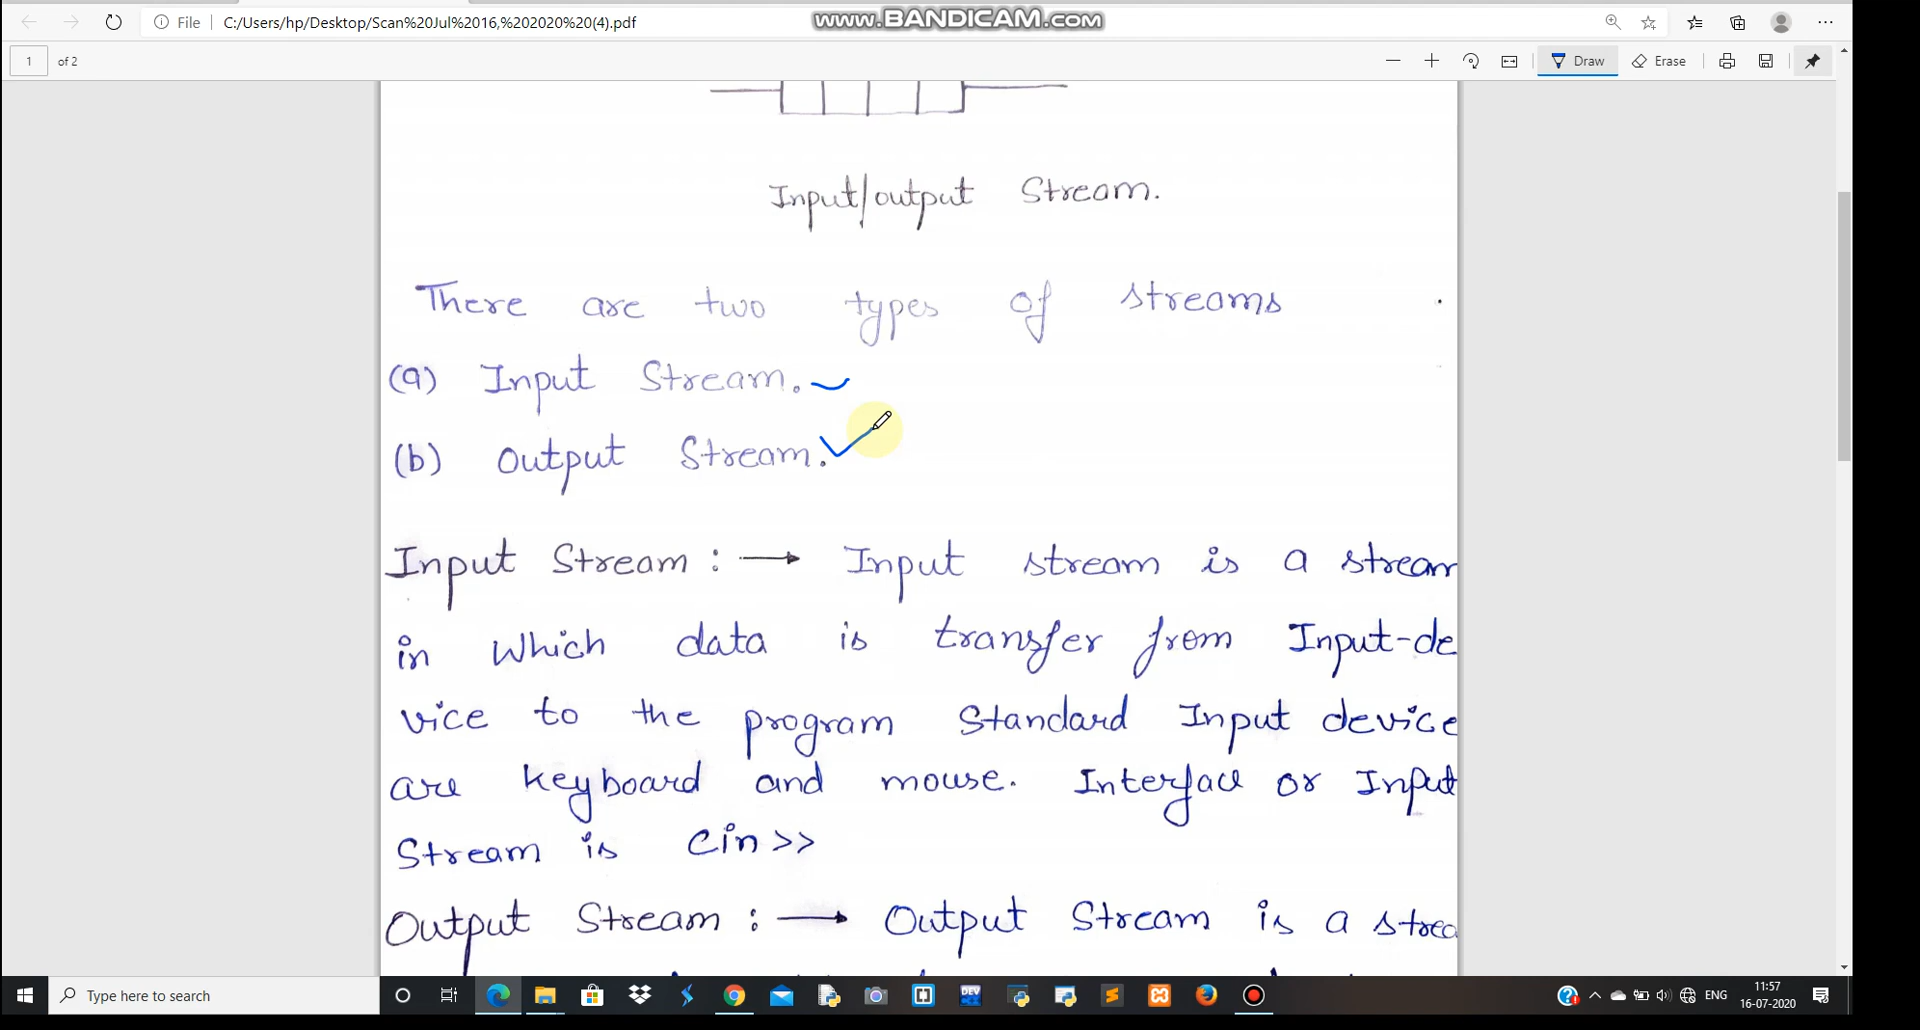 www.BANDICAM.com
File C:/Users/hp/Desktop/Scan%20Jul%2016,%202020%20(4).pdf
1 of 2
Draw
Erase
Input/output Stream.
There are two types of streams
(a) Input Stream.
(b) Output Stream.
Input Stream : → Input stream is a stream
in which data is transfer from Input-de
vice to the program Standard Input device
are keyboard and mouse. Interface or Input
Stream is Cin >>
Output Stream : → Output Stream is a strea
Type here to search
DEV
ENG
11:57
16-07-2020